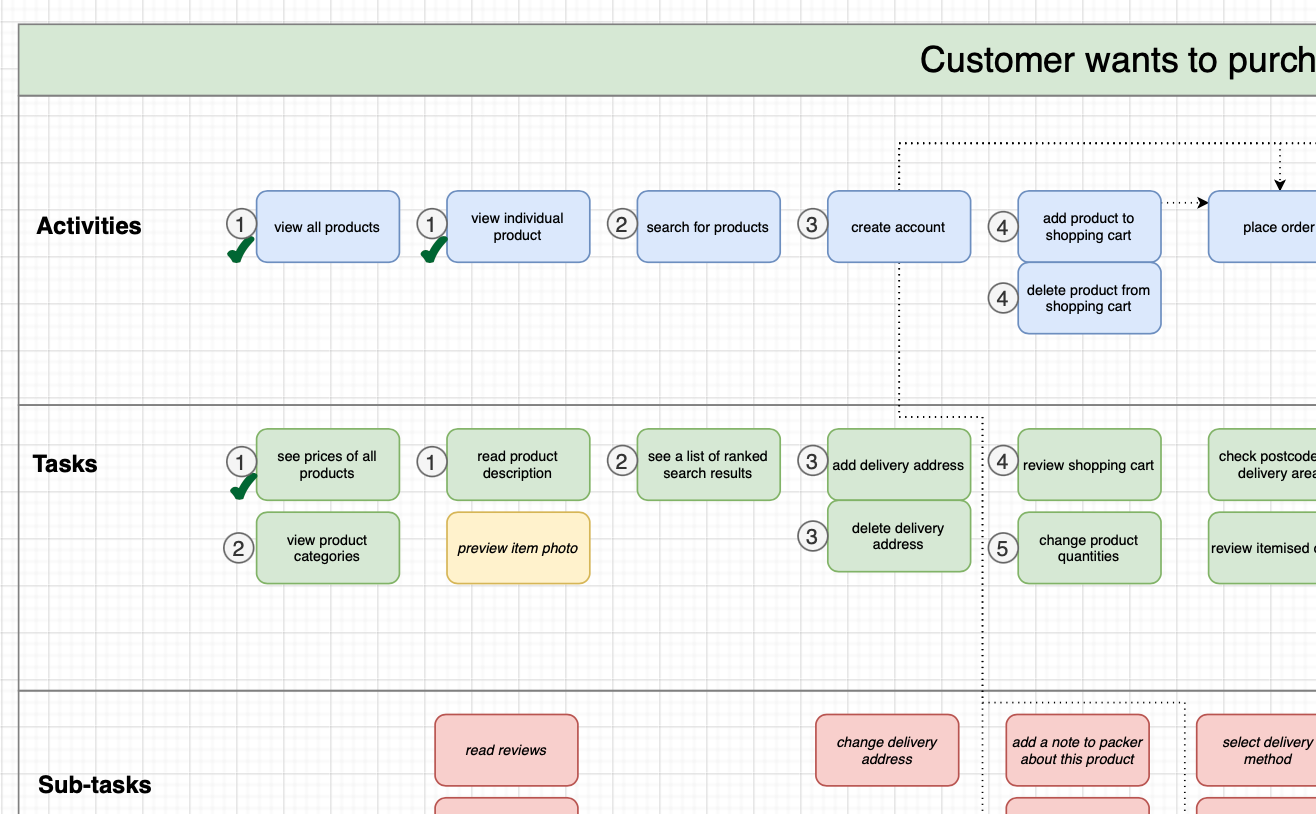 Customer wants to purch
Activities
1
view all products
1
view individual
product
2
search for products
3
create account
4
add product to
shopping cart
place order
4
delete product from
shopping cart
Tasks
1
see prices of all
products
1
read product
description
2
see a list of ranked
search results
3
add delivery address
4
review shopping cart
check postcode
delivery area
2
view product
categories
preview item photo
3
delete delivery
address
5
change product
quantities
review itemised
Sub-tasks
read reviews
change delivery
address
add a note to packer
about this product
select delivery
method